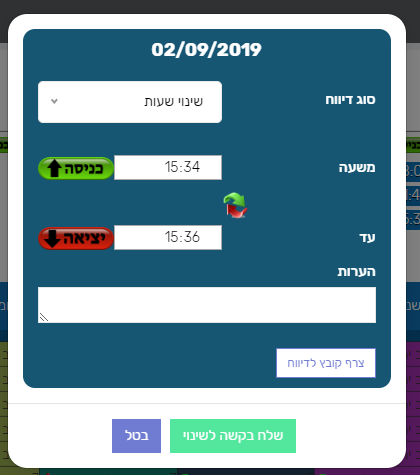 02/09/2019
סוג דיווח
שינוי שעות
משעה
15:34
כניסה
עד
15:36
יציאה
הערות
צרף קובץ לדיווח
שלח בקשה לשינוי
בטל